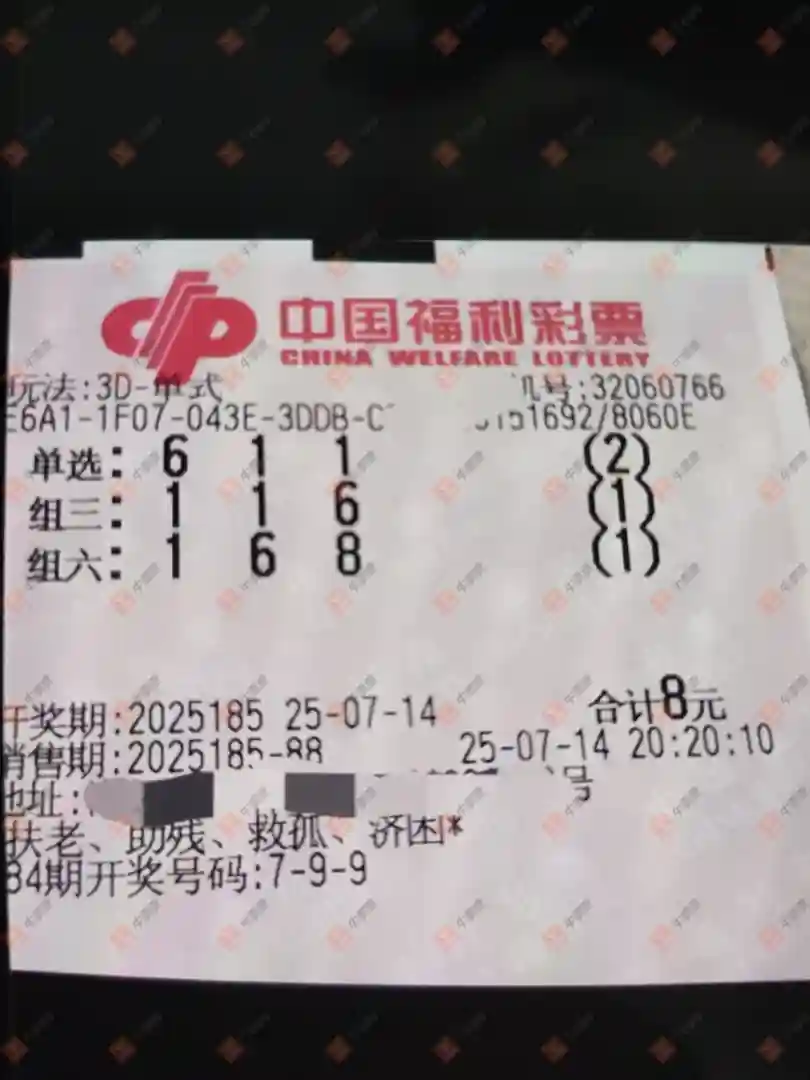 中国福利彩票
CHINA WELFARE LOTTERY
玩法:3D-单式 机号:32060766
E6A1-1F07-043E-3DDB-C 1692/8060E
单选: 6 1 1 (2)
组三: 1 1 6 (1)
组六: 1 6 8 (1)
合计8元
开奖期:2025185 25-07-14
销售期:2025185-88 25-07-14 20:20:10
地址: 号
扶老、助残、救孤、济困*
84期开奖号码:7-9-9